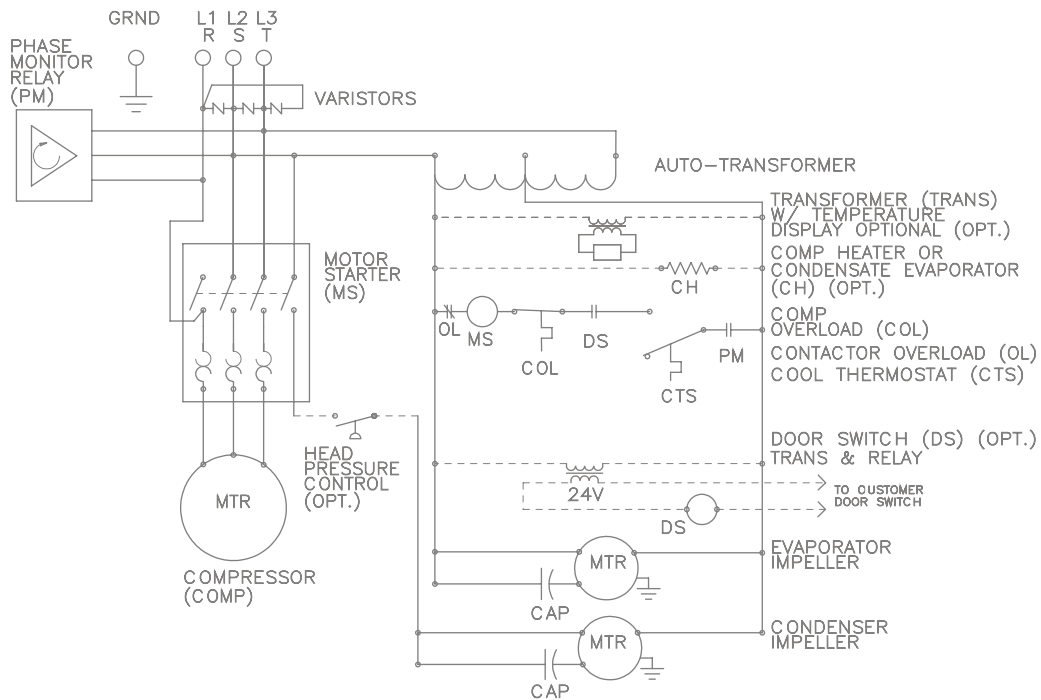 GRND
L1 L2 L3
R S T
PHASE
MONITOR
RELAY
(PM)
VARISTORS
AUTO-TRANSFORMER
TRANSFORMER (TRANS)
W/ TEMPERATURE
DISPLAY OPTIONAL (OPT.)
MOTOR
STARTER
(MS)
COMP HEATER OR
CONDENSATE EVAPORATOR
(CH) (OPT.)
CH
OL
MS
COL
DS
CTS
PM
COMP
OVERLOAD (COL)
CONTACTOR OVERLOAD (OL)
COOL THERMOSTAT (CTS)
HEAD
PRESSURE
CONTROL
(OPT.)
DOOR SWITCH (DS) (OPT.)
TRANS & RELAY
24V
TO CUSTOMER
DOOR SWITCH
DS
MTR
COMPRESSOR
(COMP)
MTR
CAP
EVAPORATOR
IMPELLER
MTR
CAP
CONDENSER
IMPELLER